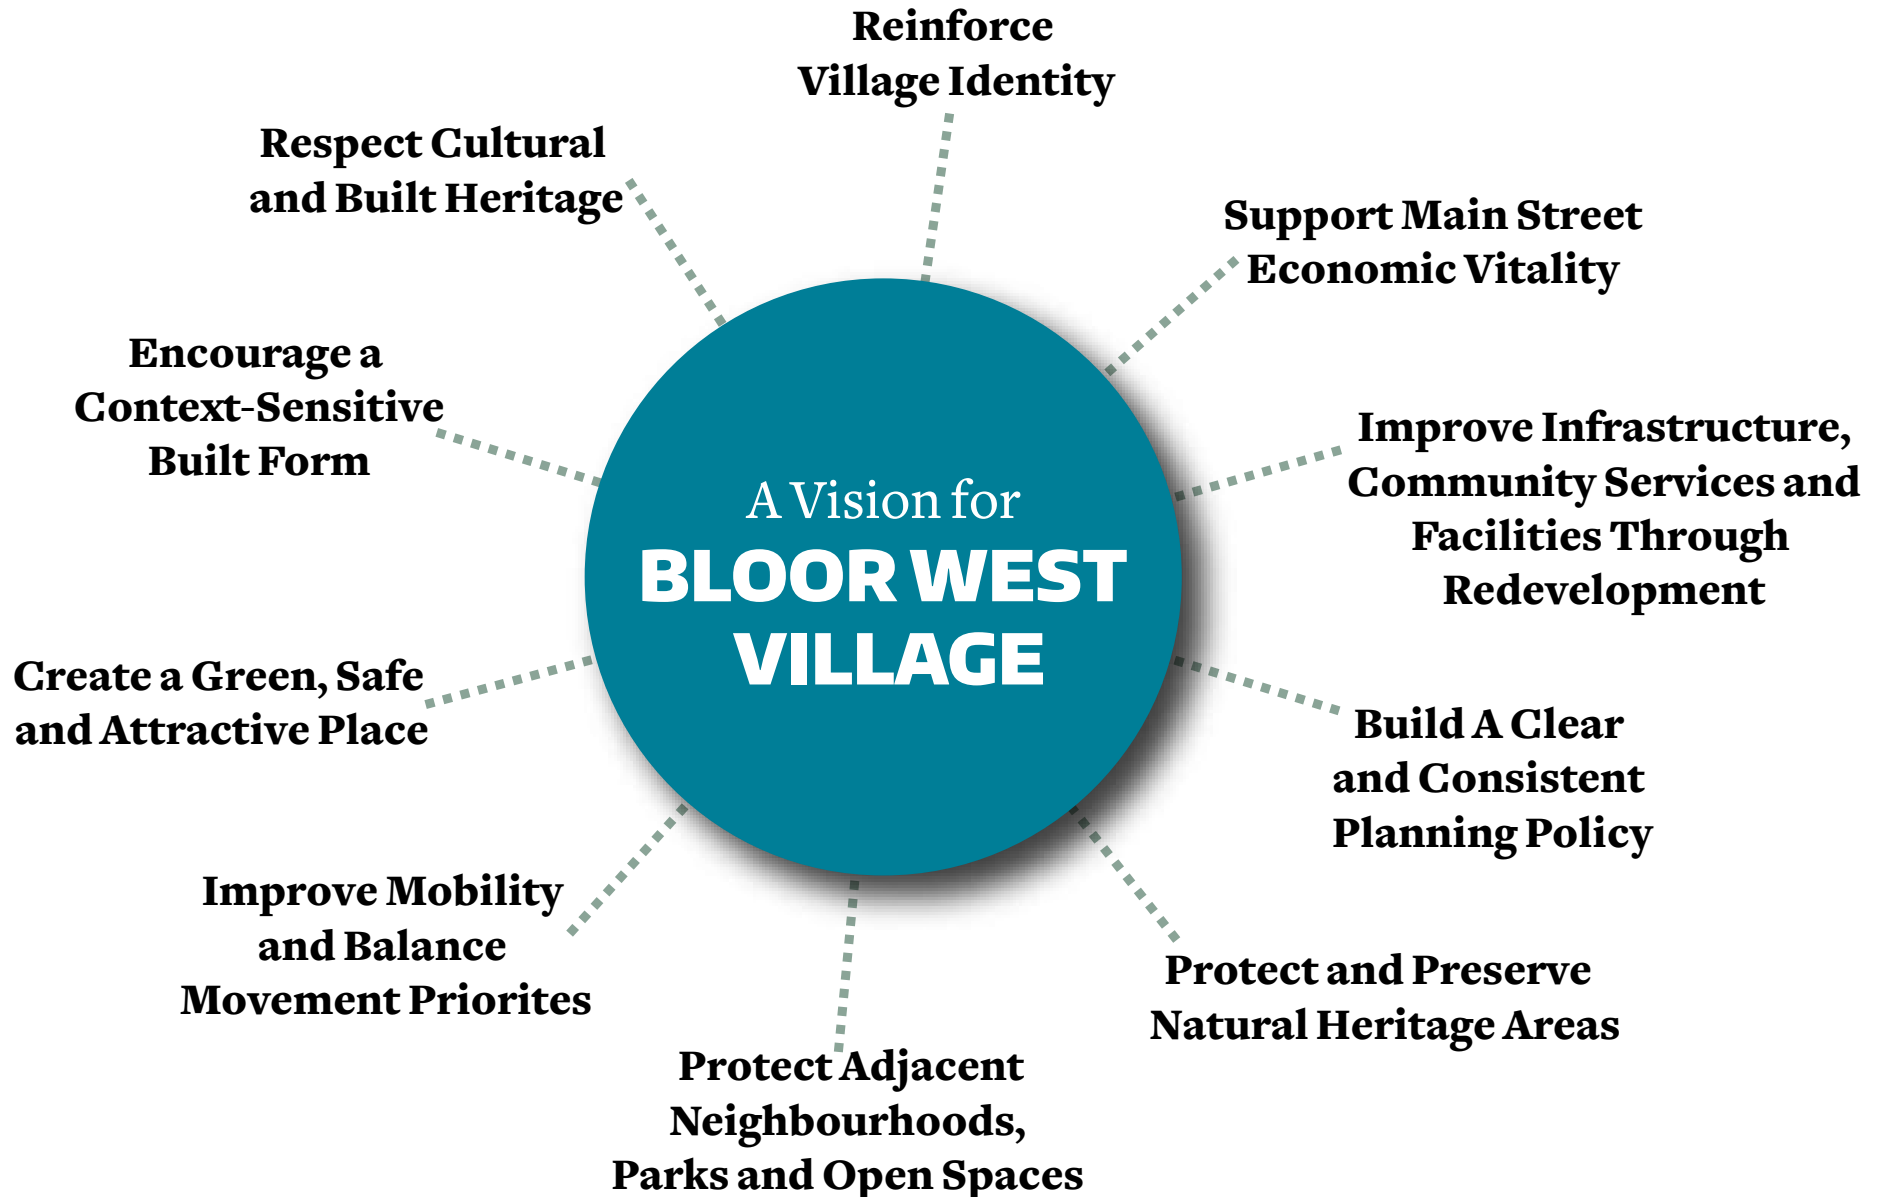 Reinforce
Village Identity
Respect Cultural
and Built Heritage
Support Main Street
Economic Vitality
Encourage a
Context-Sensitive
Built Form
Improve Infrastructure,
Community Services and
Facilities Through
Redevelopment
A Vision for
BLOOR WEST
VILLAGE
Create a Green, Safe
and Attractive Place
Build A Clear
and Consistent
Planning Policy
Improve Mobility
and Balance
Movement Priorites
Protect and Preserve
Natural Heritage Areas
Protect Adjacent
Neighbourhoods,
Parks and Open Spaces